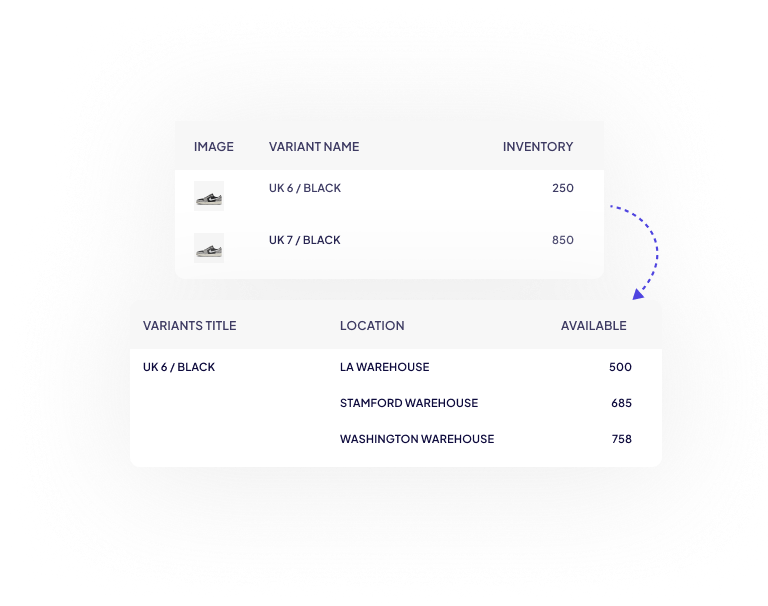 IMAGE VARIANT NAME INVENTORY
UK 6 / BLACK 250
UK 7 / BLACK 850
VARIANTS TITLE LOCATION AVAILABLE
UK 6 / BLACK LA WAREHOUSE 500
STAMFORD WAREHOUSE 685
WASHINGTON WAREHOUSE 758